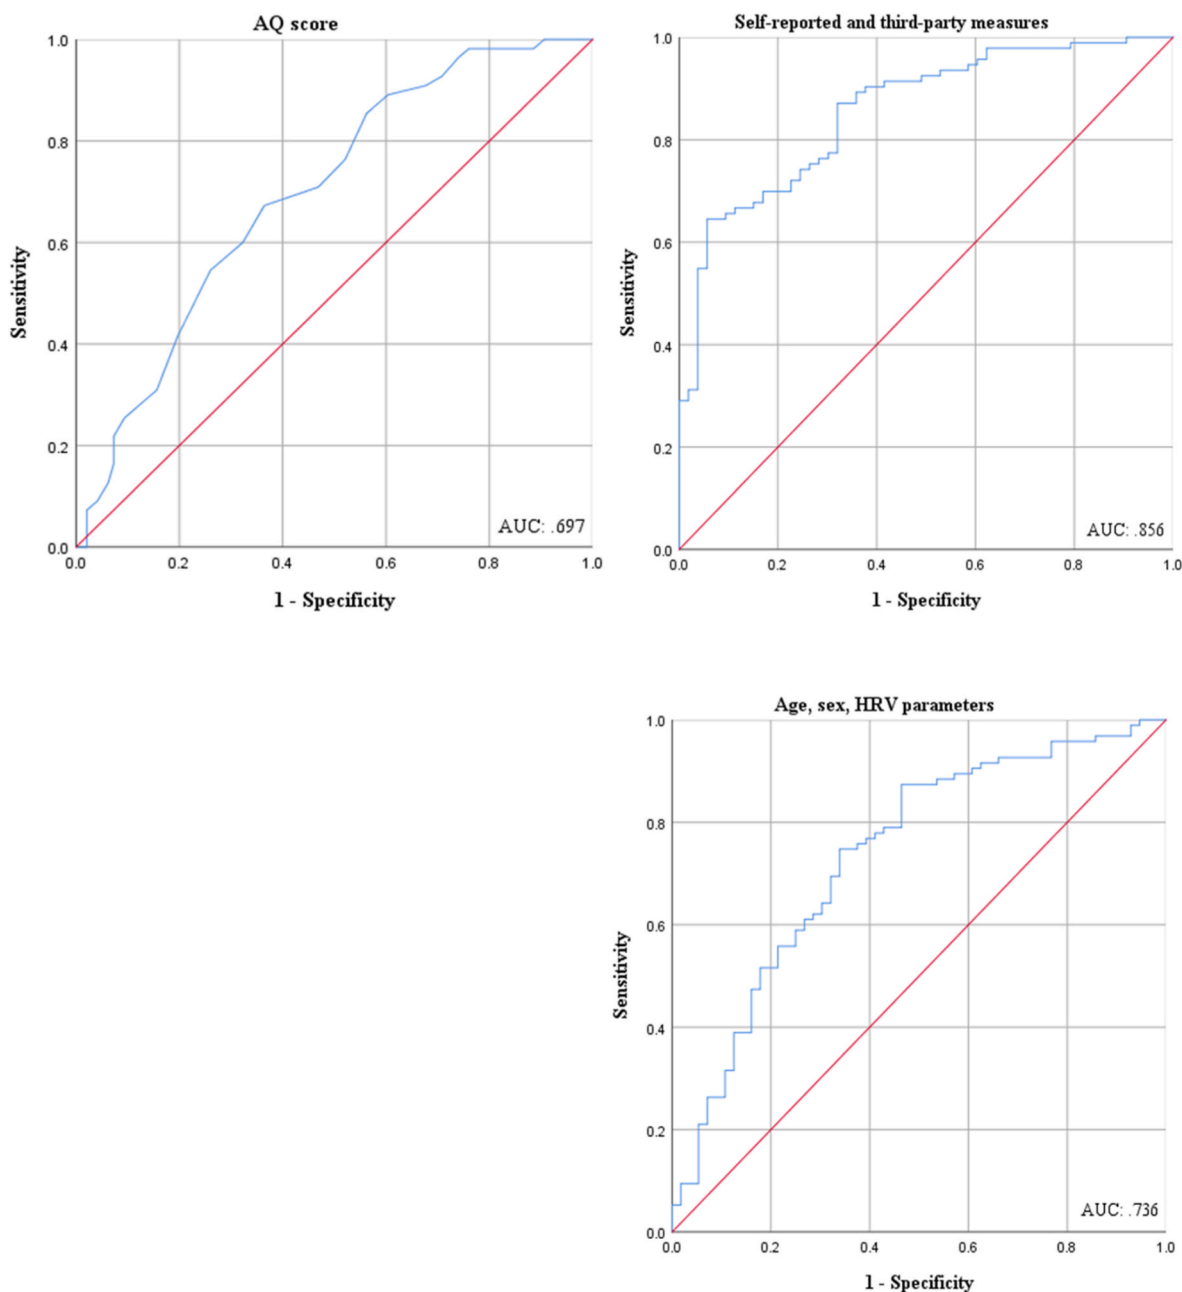 AQ score
1.0
0.8
0.6
0.4
0.2
0.0
Sensitivity
AUC: .697
0.0 0.2 0.4 0.6 0.8 1.0
1 - Specificity
Self-reported and third-party measures
1.0
0.8
0.6
0.4
0.2
0.0
Sensitivity
AUC: .856
0.0 0.2 0.4 0.6 0.8 1.0
1 - Specificity
Age, sex, HRV parameters
1.0
0.8
0.6
0.4
0.2
0.0
Sensitivity
AUC: .736
0.0 0.2 0.4 0.6 0.8 1.0
1 - Specificity